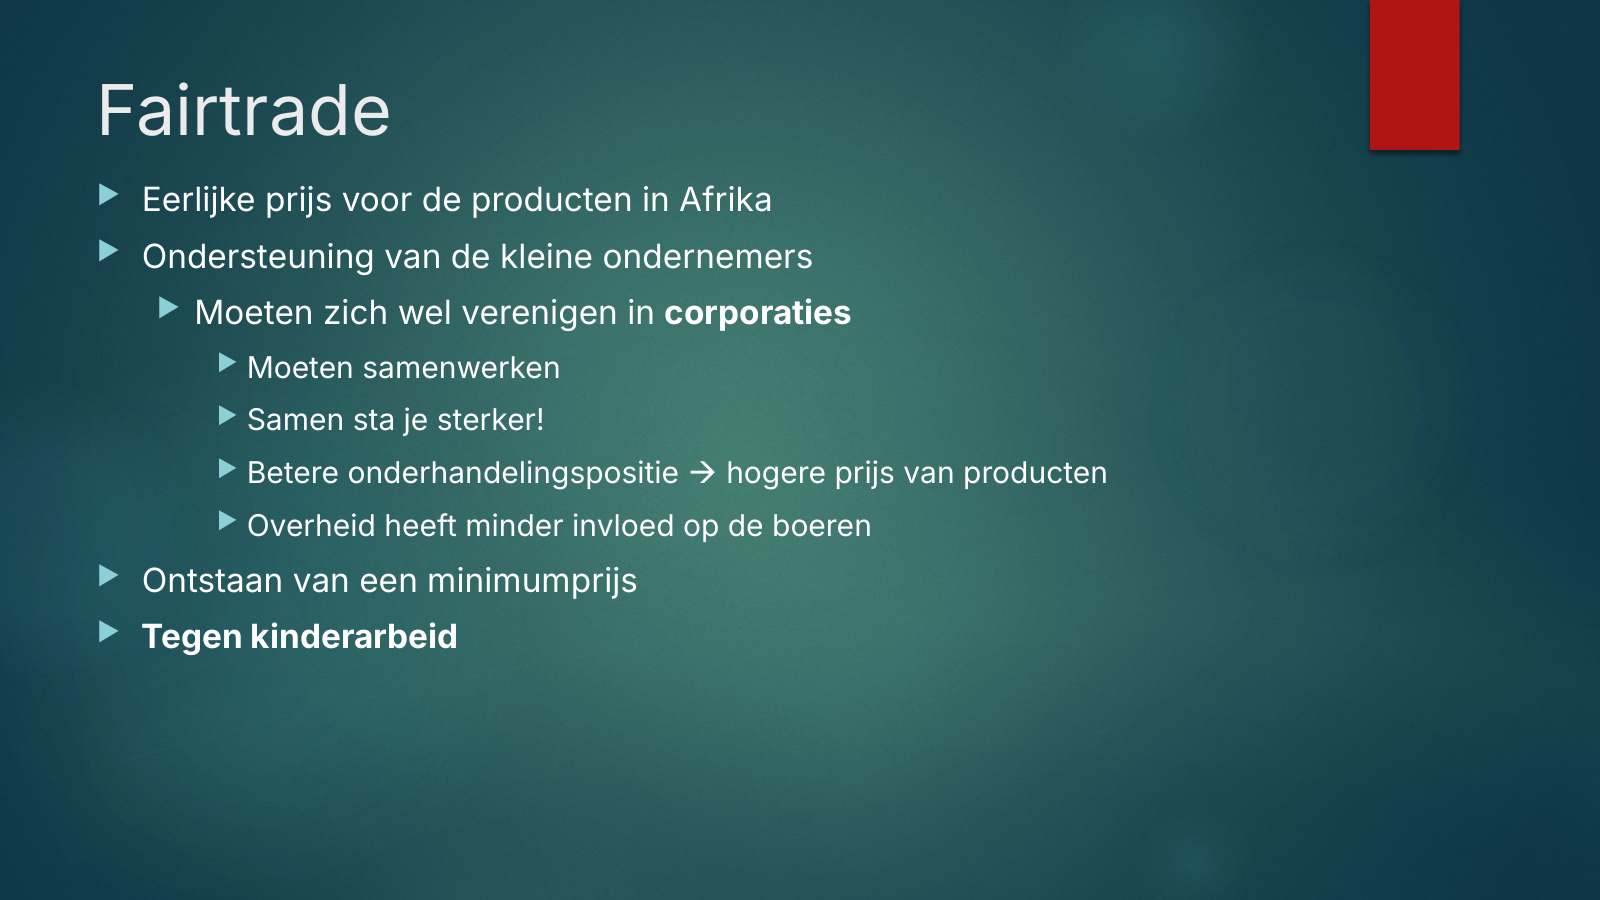 Fairtrade
Eerlijke prijs voor de producten in Afrika
Ondersteuning van de kleine ondernemers
Moeten zich wel verenigen in corporaties
Moeten samenwerken
Samen sta je sterker!
Betere onderhandelingspositie → hogere prijs van producten
Overheid heeft minder invloed op de boeren
Ontstaan van een minimumprijs
Tegen kinderarbeid